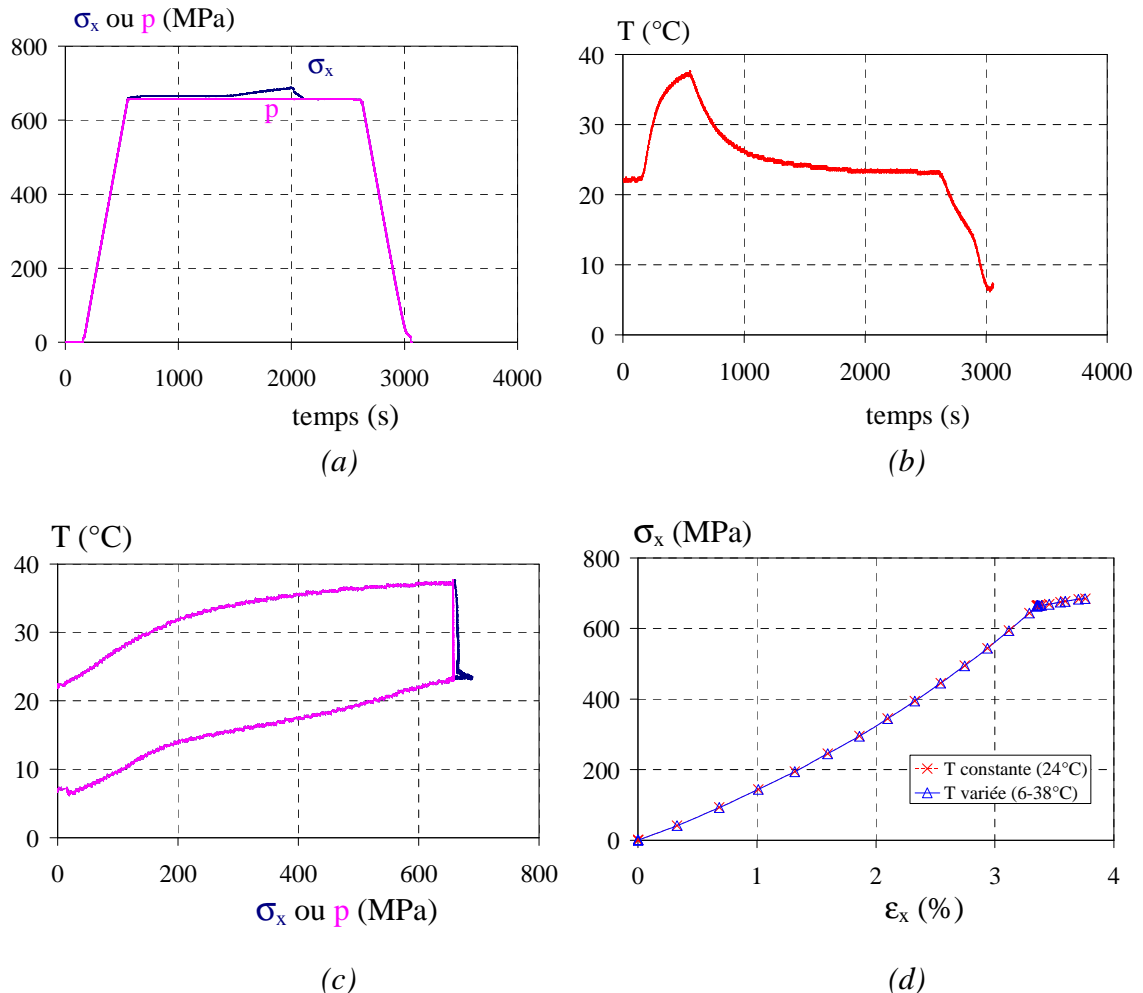 σx ou p (MPa)
800
600
400
200
0
σx
p
0 1000 2000 3000 4000
temps (s)
(a)
T (°C)
40
30
20
10
0
0 1000 2000 3000 4000
temps (s)
(b)
T (°C)
40
30
20
10
0
0 200 400 600 800
σx ou p (MPa)
(c)
σx (MPa)
800
600
400
200
0
T constante (24°C)
T variée (6-38°C)
0 1 2 3 4
εx (%)
(d)